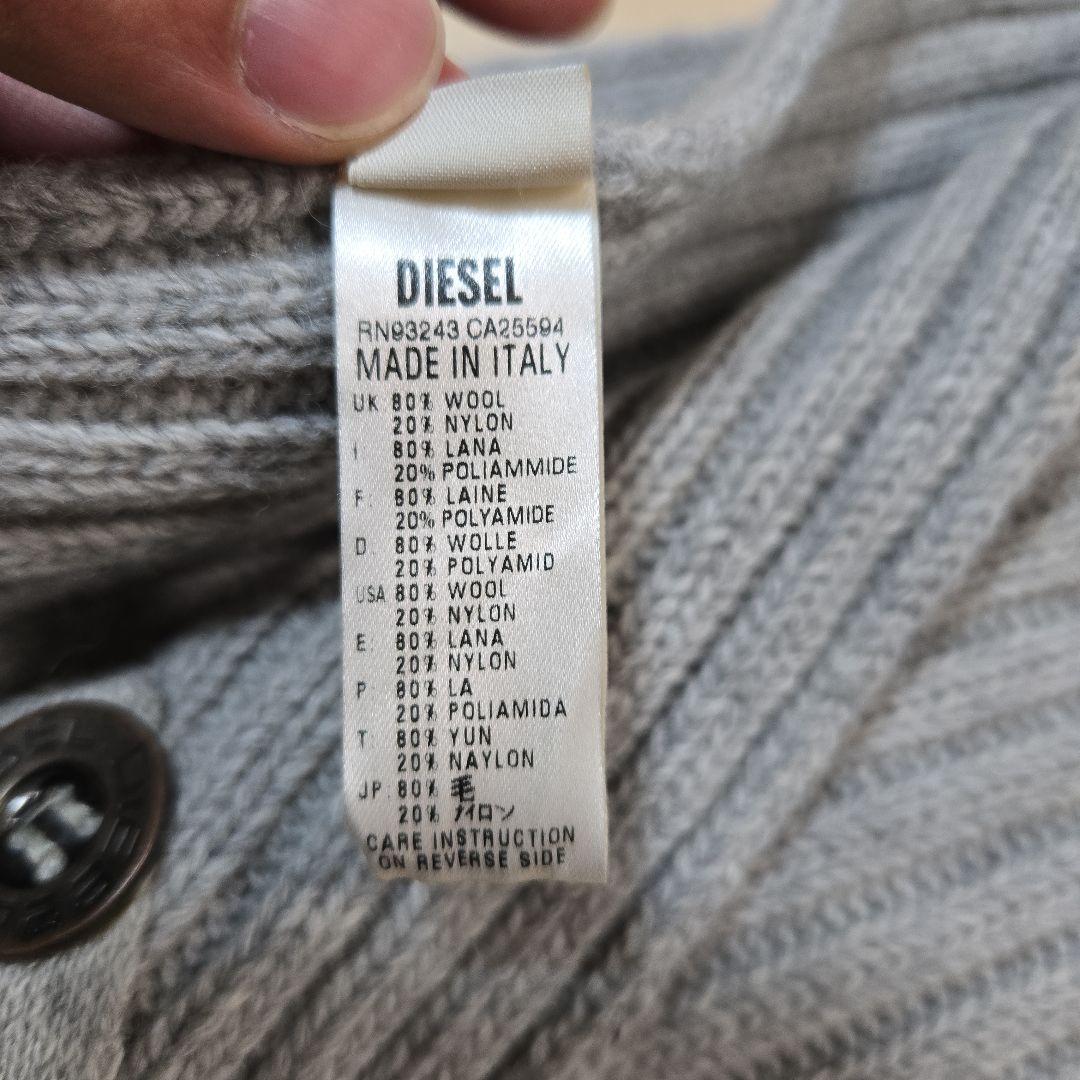 DIESEL
RN93243 CA25594
MADE IN ITALY
UK 80% WOOL
20% NYLON
I 80% LANA
20% POLIAMMIDE
F: 80% LAINE
20% POLYAMIDE
D: 80% WOLLE
20% POLYAMID
USA 80% WOOL
20% NYLON
E: 80% LANA
20% NYLON
P 80% LA
20% POLIAMIDA
T: 80% YUN
20% NAYLON
JP: 80% 毛
20% ナイロン
CARE INSTRUCTION
ON REVERSE SIDE